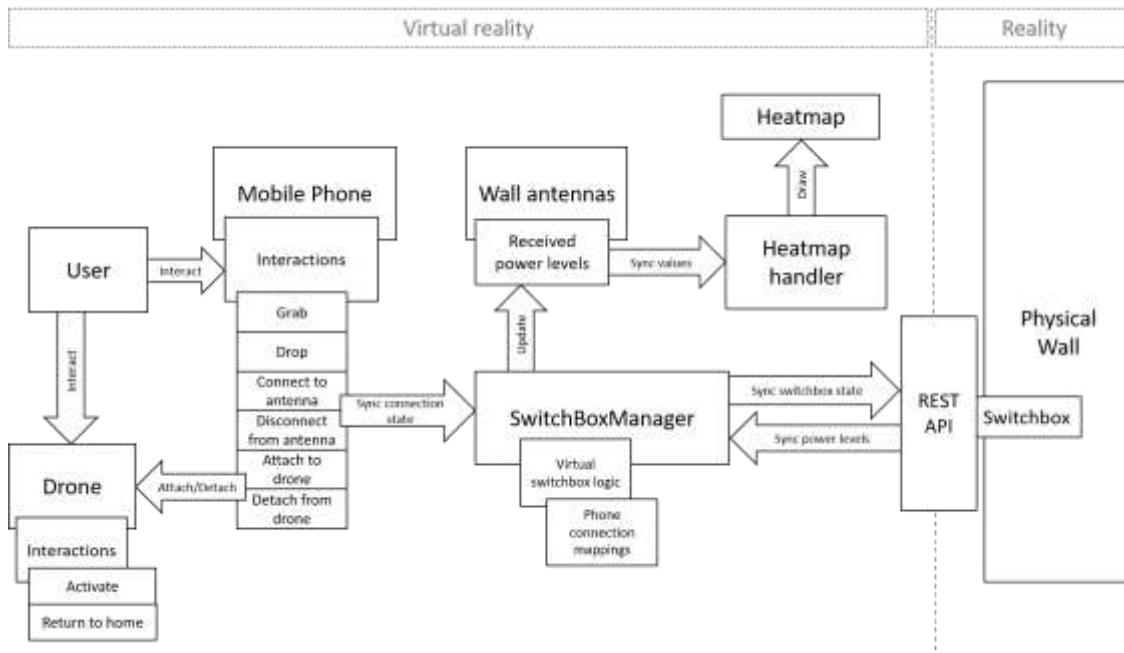 Virtual reality
Reality
Heatmap
Draw
Mobile Phone
Wall antennas
Interactions
Received
power levels
Sync values
Heatmap
handler
User
Interact
Interact
Grab
Drop
Connect to
antenna
Disconnect
from antenna
Attach to
drone
Detach from
drone
Sync connection
state
Update
SwitchBoxManager
Virtual
switchbox logic
Phone
connection
mappings
Sync switchbox state
Sync power levels
REST
API
Physical
Wall
Switchbox
Attach/Detach
Drone
Interactions
Activate
Return to home